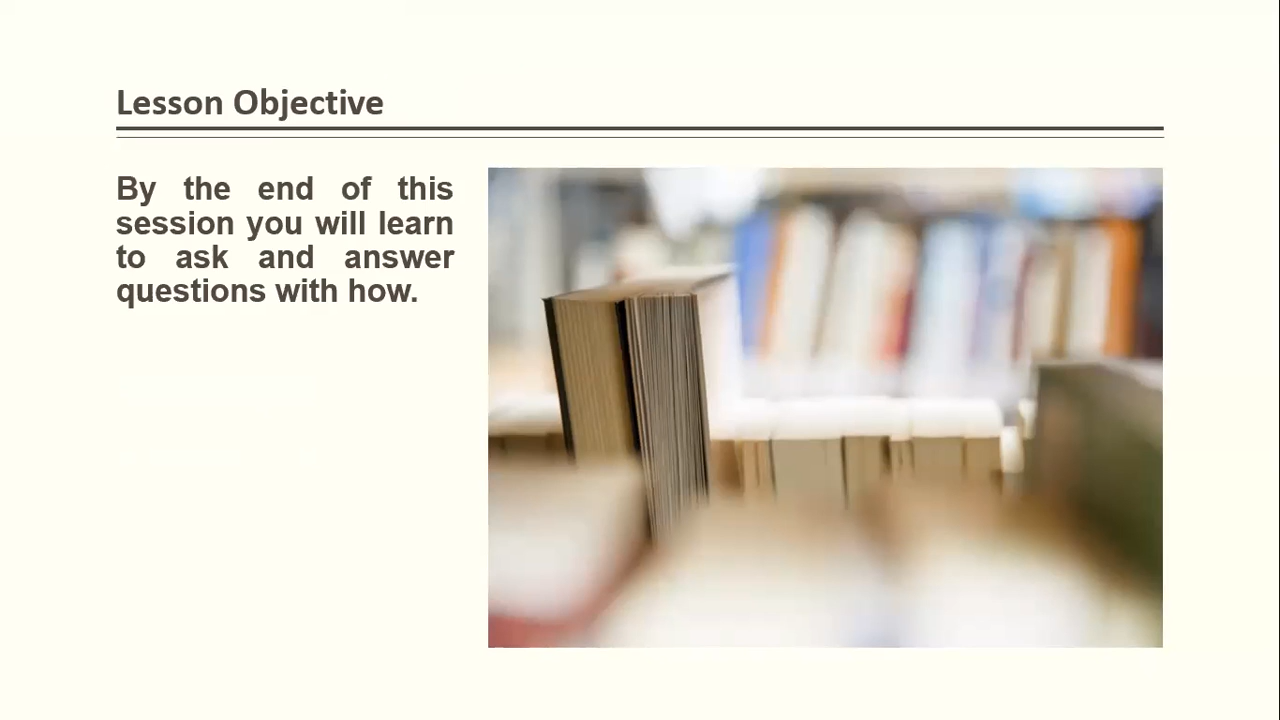 Lesson Objective
By the end of this
session you will learn
to ask and answer
questions with how.